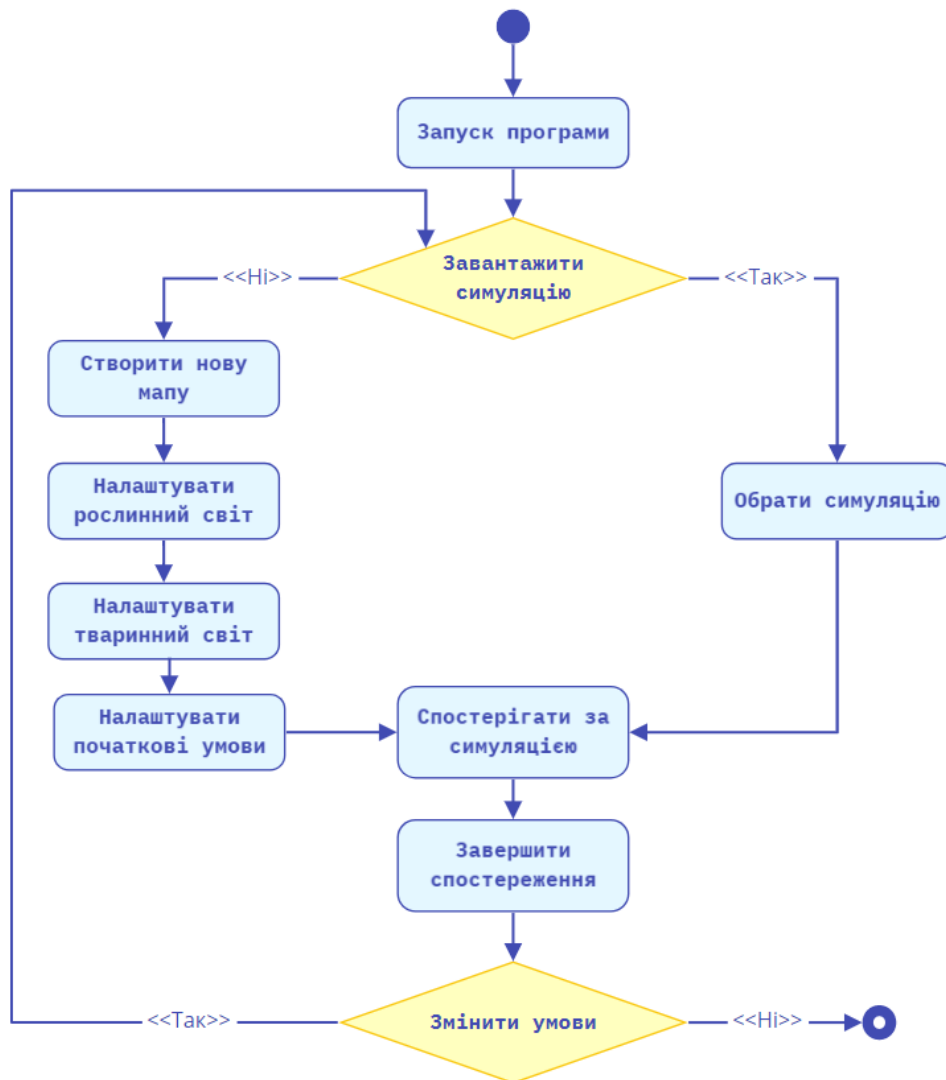 Запуск програми
Завантажити
симуляцію
<<Ні>>
<<Так>>
Створити нову
мапу
Налаштувати
рослинний світ
Обрати симуляцію
Налаштувати
тваринний світ
Налаштувати
початкові умови
Спостерігати за
симуляцією
Завершити
спостереження
Змінити умови
<<Так>>
<<Ні>>